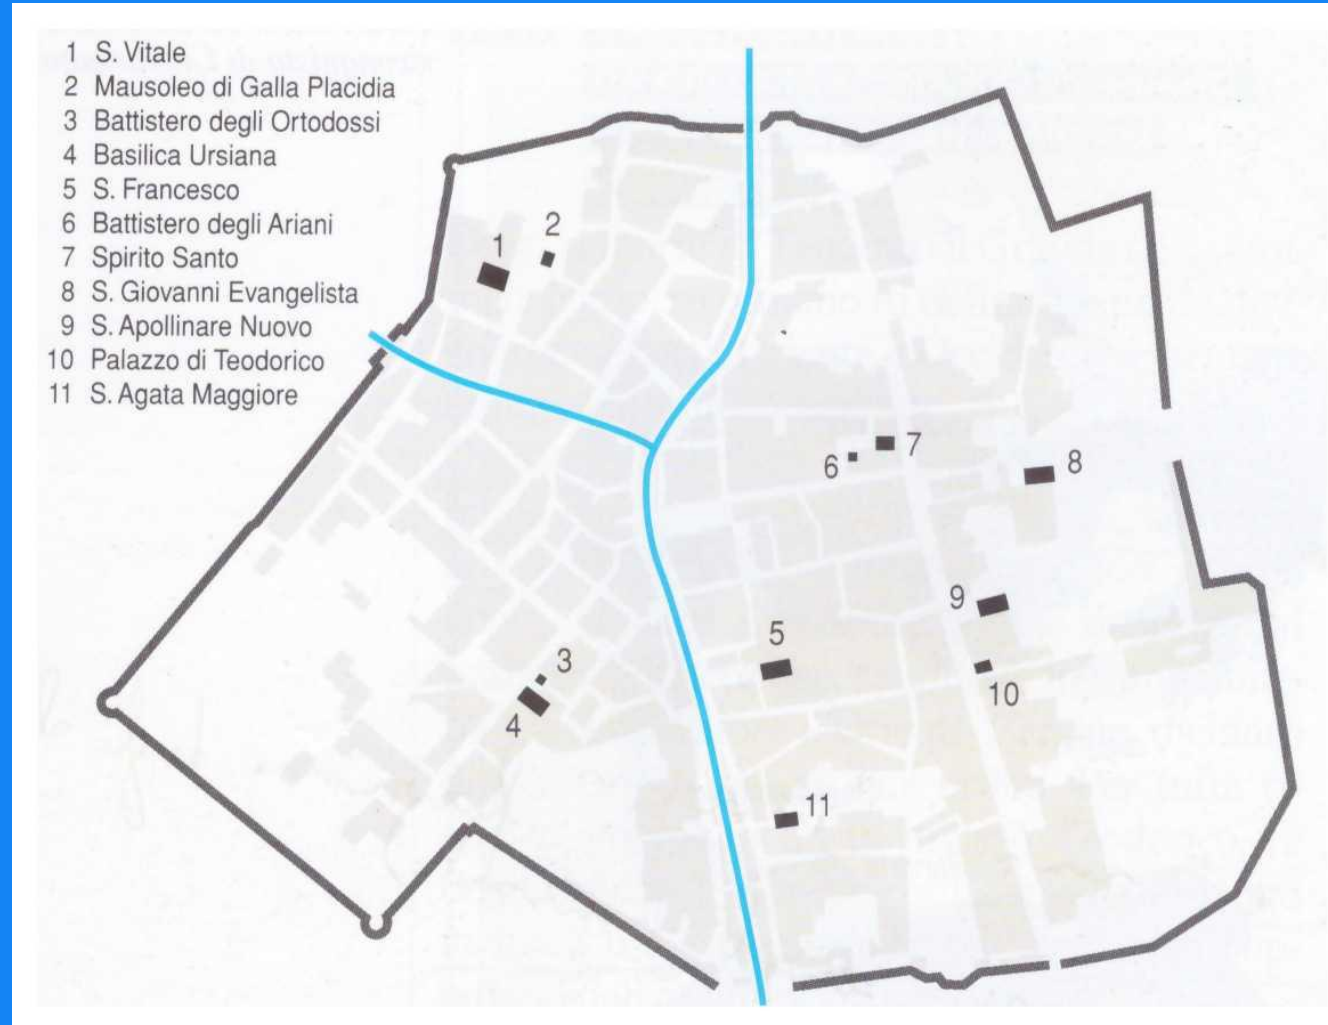 1 S. Vitale
2 Mausoleo di Galla Placidia
3 Battistero degli Ortodossi
4 Basilica Ursiana
5 S. Francesco
6 Battistero degli Ariani
7 Spirito Santo
8 S. Giovanni Evangelista
9 S. Apollinare Nuovo
10 Palazzo di Teodorico
11 S. Agata Maggiore
1
2
7
6
8
9
5
3
10
4
11